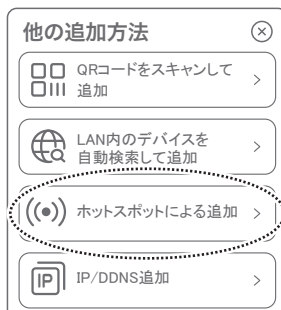 他の追加方法
QRコードをスキャンして
追加
LAN内のデバイスを
自動検索して追加
ホットスポットによる追加
IP
IP/DDNS追加